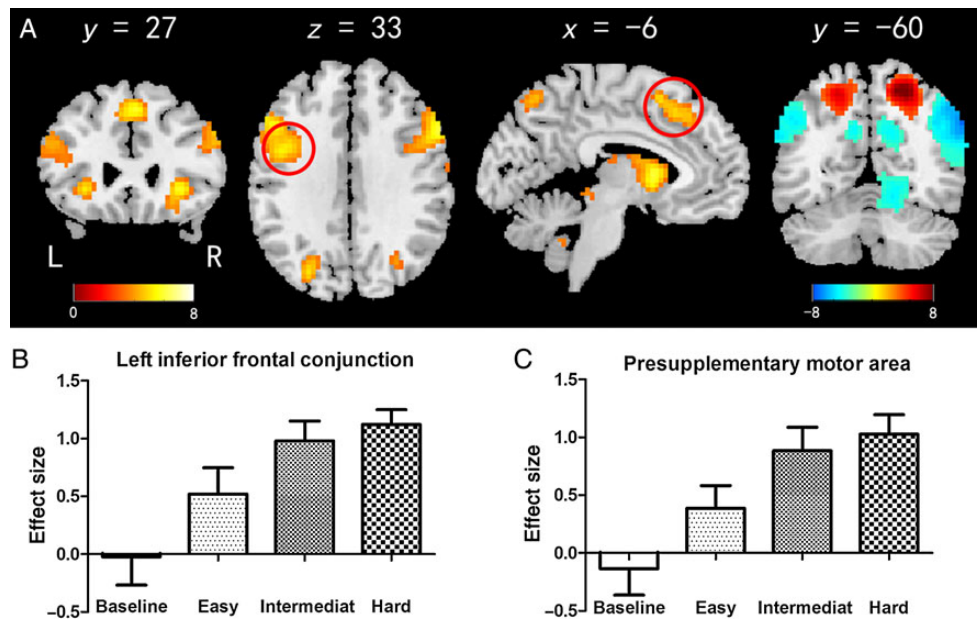 A y = 27 z = 33 x = -6 y = -60
L R
0 8
−8 8
B Left inferior frontal conjunction
1.5
1.0
0.5
0.0
−0.5
Effect size
Baseline Easy Intermediat Hard
C Presupplementary motor area
1.5
1.0
0.5
0.0
−0.5
Effect size
Baseline Easy Intermediat Hard